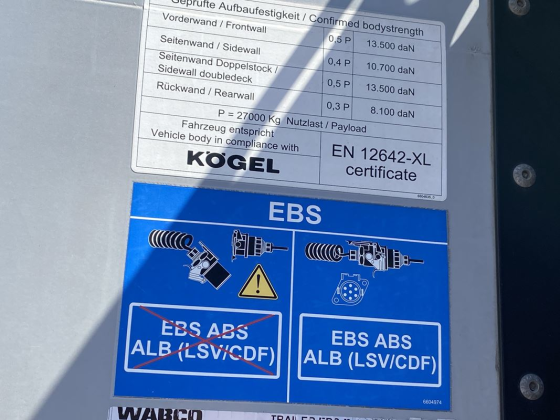 Geprüfte Aufbaufestigkeit / Confirmed bodystrength
Vorderwand / Frontwall 0,5 P 13.500 daN
Seitenwand / Sidewall 0,4 P 10.700 daN
Seitenwand Doppelstock /
Sidewall doubledeck 0,5 P 13.500 daN
Rückwand / Rearwall 0,3 P 8.100 daN
P = 27000 Kg Nutzlast / Payload
Fahrzeug entspricht
Vehicle body in compliance with
KÖGEL
EN 12642-XL
certificate
EBS
EBS ABS
ALB (LSV/CDF)
EBS ABS
ALB (LSV/CDF)
WABCO